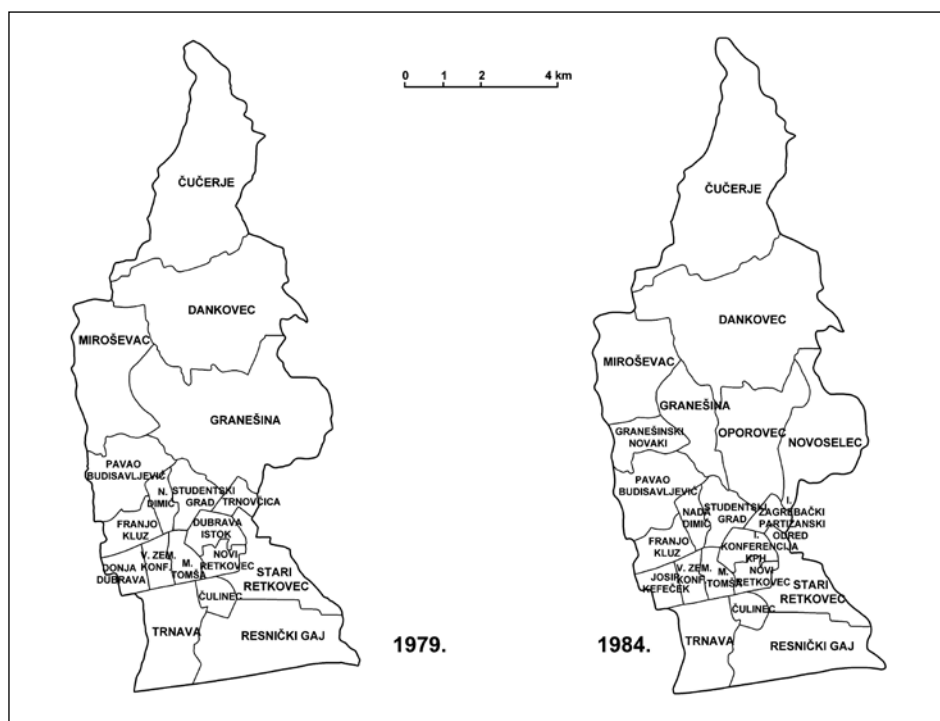 0 1 2 4 km
ČUČERJE
DANKOVEC
MIROŠEVAC
GRANEŠINA
PAVAO
BUDISAVLJEVIĆ
N.
DIMIĆ
STUDENTSKI
GRAD
TRNOVČICA
FRANJO
KLUZ
DUBRAVA
ISTOK
DONJA
DUBRAVA
V. ZEM.
KONF.
M.
TOMŠA
NOVI
RETKOVEC
STARI
RETKOVEC
ČULINEC
TRNAVA
RESNIČKI GAJ
1979.
ČUČERJE
DANKOVEC
MIROŠEVAC
GRANEŠINA
GRANEŠINSKI
NOVAKI
OPOROVEC
NOVOSELEC
PAVAO
BUDISAVLJEVIĆ
NADA
DIMIĆ
STUDENTSKI
GRAD
I.
ZAGREBAČKI
PARTIZANSKI
ODRED
FRANJO
KLUZ
I.
KONFERENCIJA
KPH
JOSIP
KEFEČEK
V. ZEM.
KONF.
M.
TOMŠA
NOVI
RETKOVEC
STARI
RETKOVEC
ČULINEC
TRNAVA
RESNIČKI GAJ
1984.